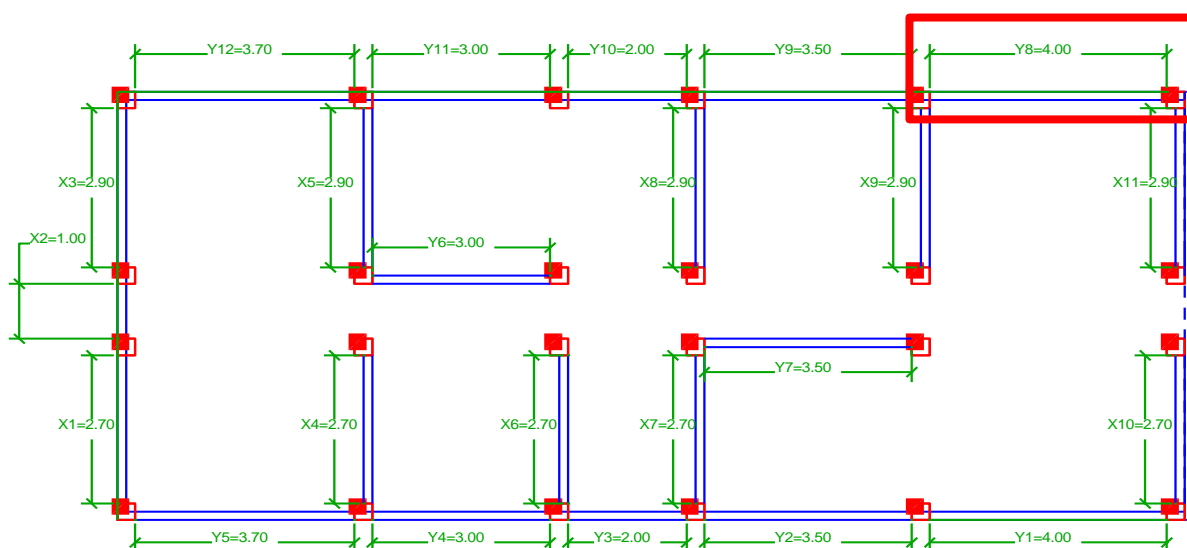 Y12=3.70
Y11=3.00
Y10=2.00
Y9=3.50
Y8=4.00
X3=2.90
X5=2.90
X8=2.90
X9=2.90
X11=2.90
X2=1.00
Y6=3.00
Y7=3.50
X1=2.70
X4=2.70
X6=2.70
X7=2.70
X10=2.70
Y5=3.70
Y4=3.00
Y3=2.00
Y2=3.50
Y1=4.00